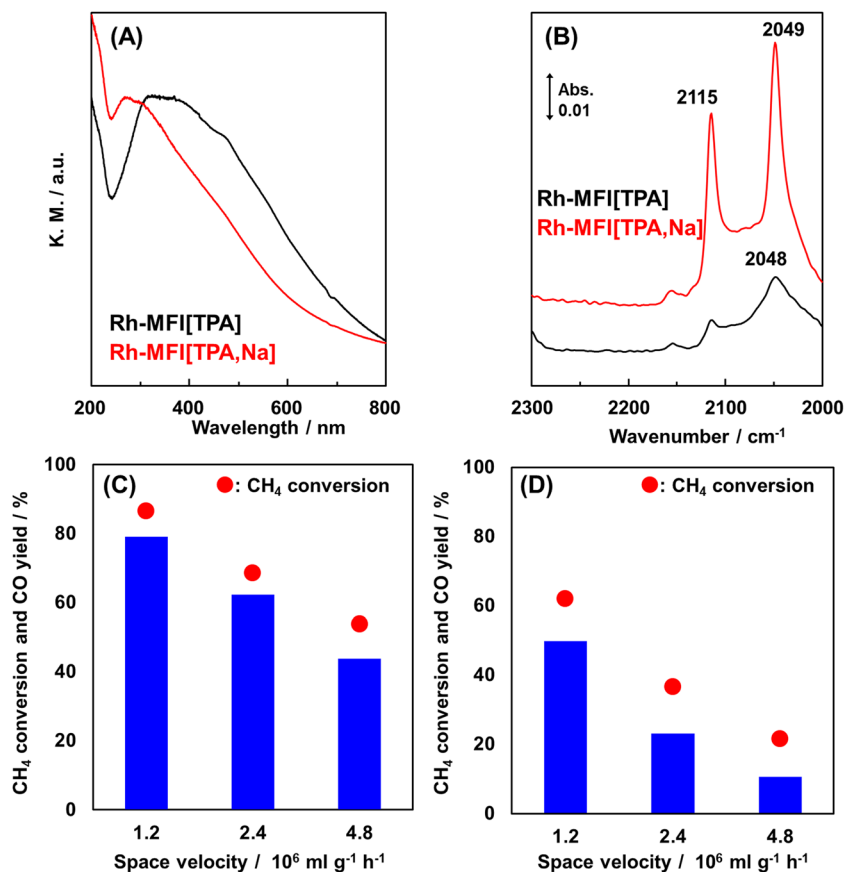 (A)
K. M. / a.u.
Rh-MFI[TPA]
Rh-MFI[TPA,Na]
200 400 600 800
Wavelength / nm
(B)
2049
Abs.
0.01
2115
Rh-MFI[TPA]
Rh-MFI[TPA,Na]
2048
2300 2200 2100 2000
Wavenumber / cm⁻¹
(C)
●: CH₄ conversion
CH₄ conversion and CO yield / %
100
80
60
40
20
0
1.2 2.4 4.8
Space velocity / 10⁶ ml g⁻¹ h⁻¹
(D)
●: CH₄ conversion
CH₄ conversion and CO yield / %
100
80
60
40
20
0
1.2 2.4 4.8
Space velocity / 10⁶ ml g⁻¹ h⁻¹